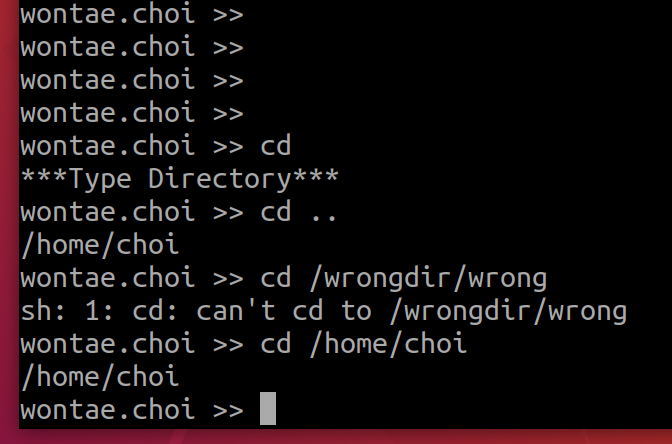 wontae.choi >>
wontae.choi >>
wontae.choi >>
wontae.choi >>
wontae.choi >> cd
***Type Directory***
wontae.choi >> cd ..
/home/choi
wontae.choi >> cd /wrongdir/wrong
sh: 1: cd: can't cd to /wrongdir/wrong
wontae.choi >> cd /home/choi
/home/choi
wontae.choi >>